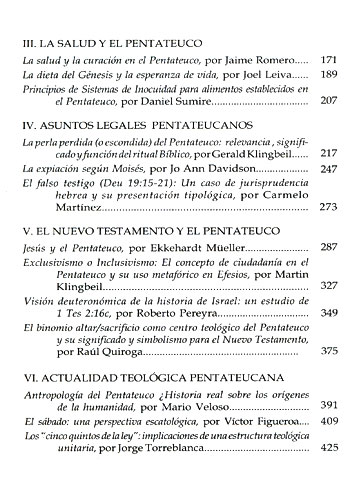 III. LA SALUD Y EL PENTATEUCO
La salud y la curación en el Pentateuco, por Jaime Romero..... 171
La dieta del Génesis y la esperanza de vida, por Joel Leiva...... 189
Principios de Sistemas de Inocuidad para alimentos establecidos en
el Pentateuco, por Daniel Sumire.................................. 207
IV. ASUNTOS LEGALES PENTATEUCANOS
La perla perdida (o escondida) del Pentateuco: relevancia, signifi-
cado y función del ritual Bíblico, por Gerald Klingbeil...... 217
La expiación según Moisés, por Jo Ann Davidson................... 247
El falso testigo (Deu 19:15-21): Un caso de jurisprudencia
hebrea y su presentación tipológica, por Carmelo
Martínez.......................................................... 273
V. EL NUEVO TESTAMENTO Y EL PENTATEUCO
Jesús y el Pentateuco, por Ekkehardt Müeller..................... 287
Exclusivismo o Inclusivismo: El concepto de ciudadanía en el
Pentateuco y su uso metafórico en Efesios, por Martin
Klingbeil......................................................... 327
Visión deuteronómica de la historia de Israel: un estudio de
1 Tes 2:16c, por Roberto Pereyra.................................. 349
El binomio altar/sacrificio como centro teológico del Pentateuco
y su significado y simbolismo para el Nuevo Testamento,
por Raúl Quiroga.................................................. 375
VI. ACTUALIDAD TEOLÓGICA PENTATEUCANA
Antropología del Pentateuco ¿Historia real sobre los orígenes
de la humanidad, por Mario Veloso................................ 391
El sábado: una perspectiva escatológica, por Víctor Figueroa.... 409
Los "cinco quintos de la ley": implicaciones de una estructura teológica
unitaria, por Jorge Torreblanca.................................. 425